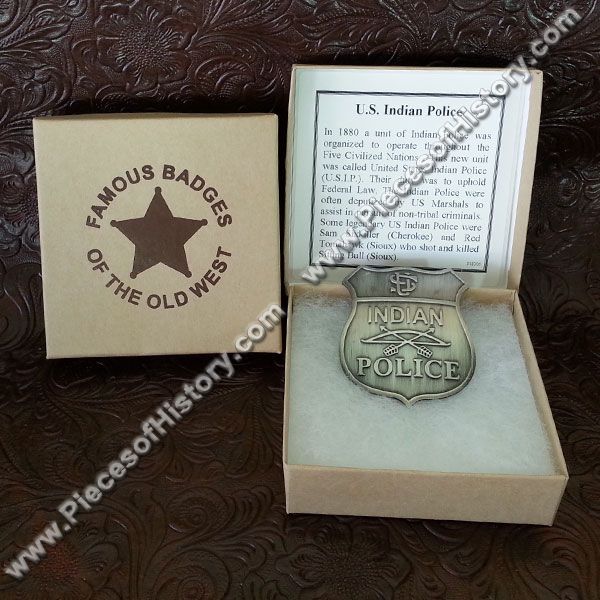 FAMOUS BADGES
OF THE OLD WEST
U.S. Indian Police
In 1880 a unit of Indian police was
organized to operate throughout the
Five Civilized Nations. This new unit
was called United States Indian Police
(U.S.I.P.). Their was to uphold
Federal Law. The Indian Police were
often deputized by US Marshals to
assist in pursuit of non-tribal criminals.
Some legendary US Indian Police were
Sam Sixkiller (Cherokee) and Red
Tomahawk (Sioux) who shot and killed
Sitting Bull (Sioux).
US
INDIAN
POLICE
www.PiecesofHistory.com
www.PiecesofHistory.com